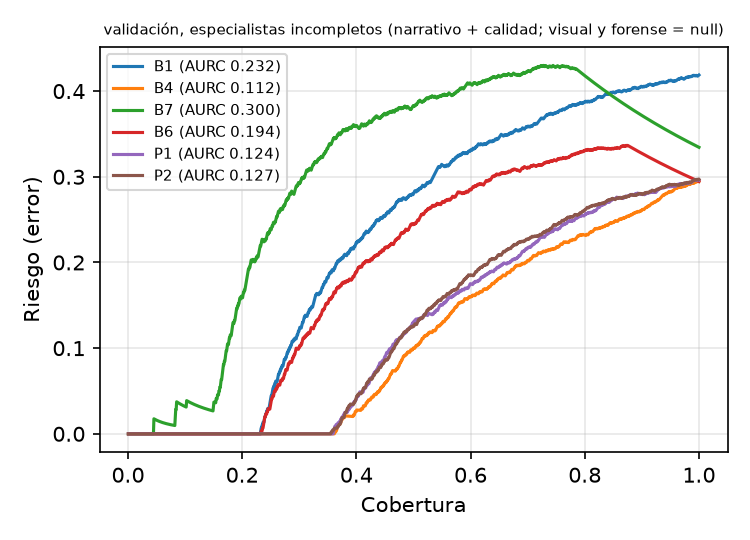 validación, especialistas incompletos (narrativo + calidad; visual y forense = null)
B1 (AURC 0.232)
B4 (AURC 0.112)
B7 (AURC 0.300)
B6 (AURC 0.194)
P1 (AURC 0.124)
P2 (AURC 0.127)
Riesgo (error)
0.4
0.3
0.2
0.1
0.0
0.0 0.2 0.4 0.6 0.8 1.0
Cobertura